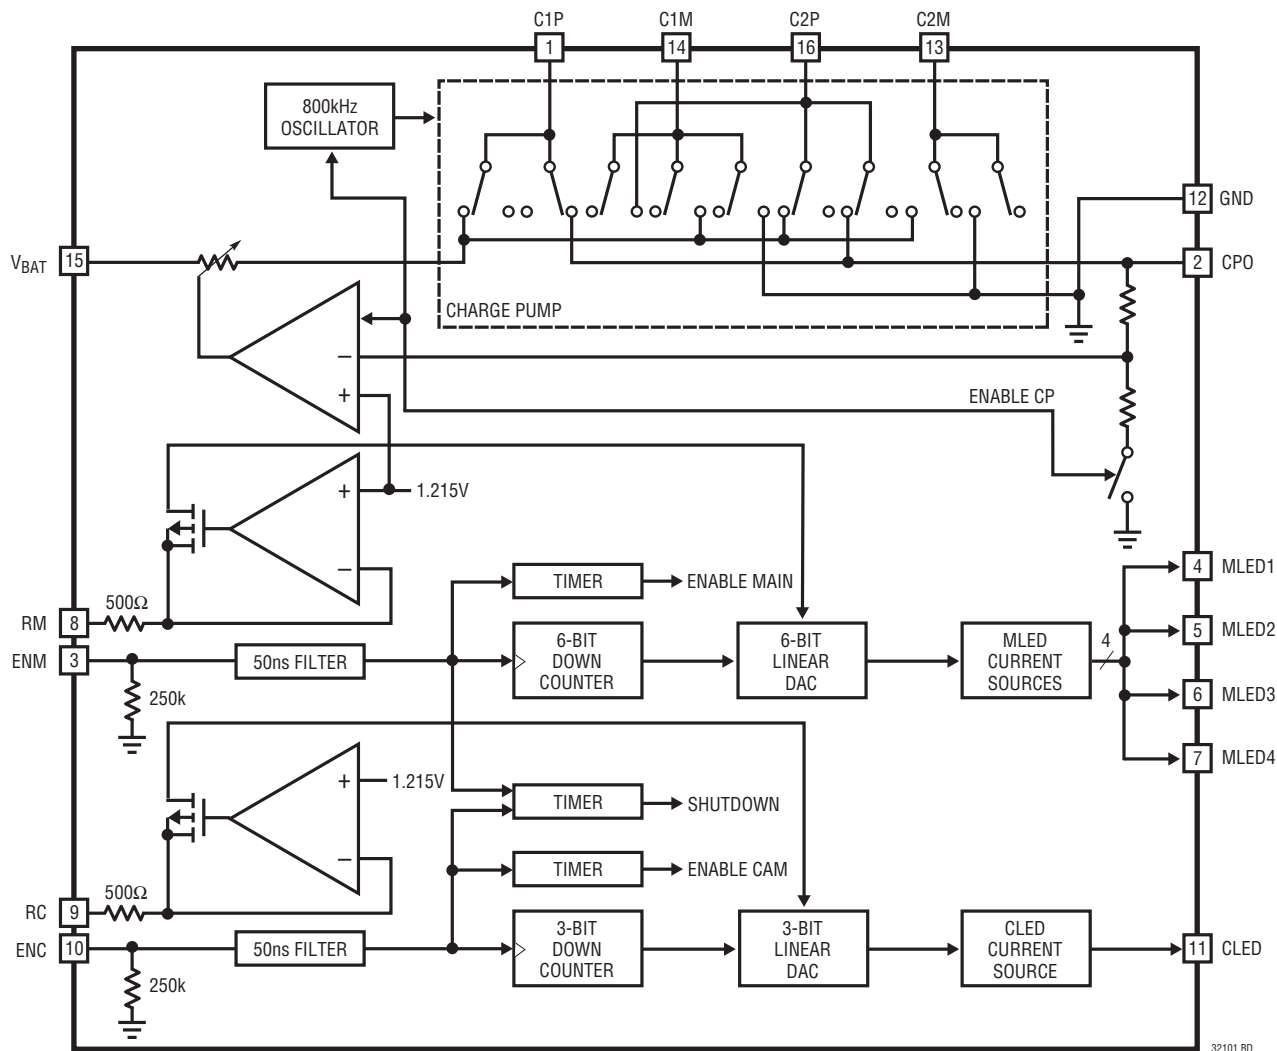 C1P
C1M
C2P
C2M
1
14
16
13
800kHz
OSCILLATOR
12
GND
VBAT
15
2
CPO
CHARGE PUMP
–
+
ENABLE CP
+
1.215V
–
500Ω
RM
8
ENM
3
50ns FILTER
250k
TIMER
ENABLE MAIN
6-BIT
DOWN
COUNTER
6-BIT
LINEAR
DAC
MLED
CURRENT
SOURCES
4
4
MLED1
5
MLED2
6
MLED3
7
MLED4
+
1.215V
–
TIMER
SHUTDOWN
TIMER
ENABLE CAM
500Ω
RC
9
ENC
10
50ns FILTER
250k
3-BIT
DOWN
COUNTER
3-BIT
LINEAR
DAC
CLED
CURRENT
SOURCE
11
CLED
32101 BD